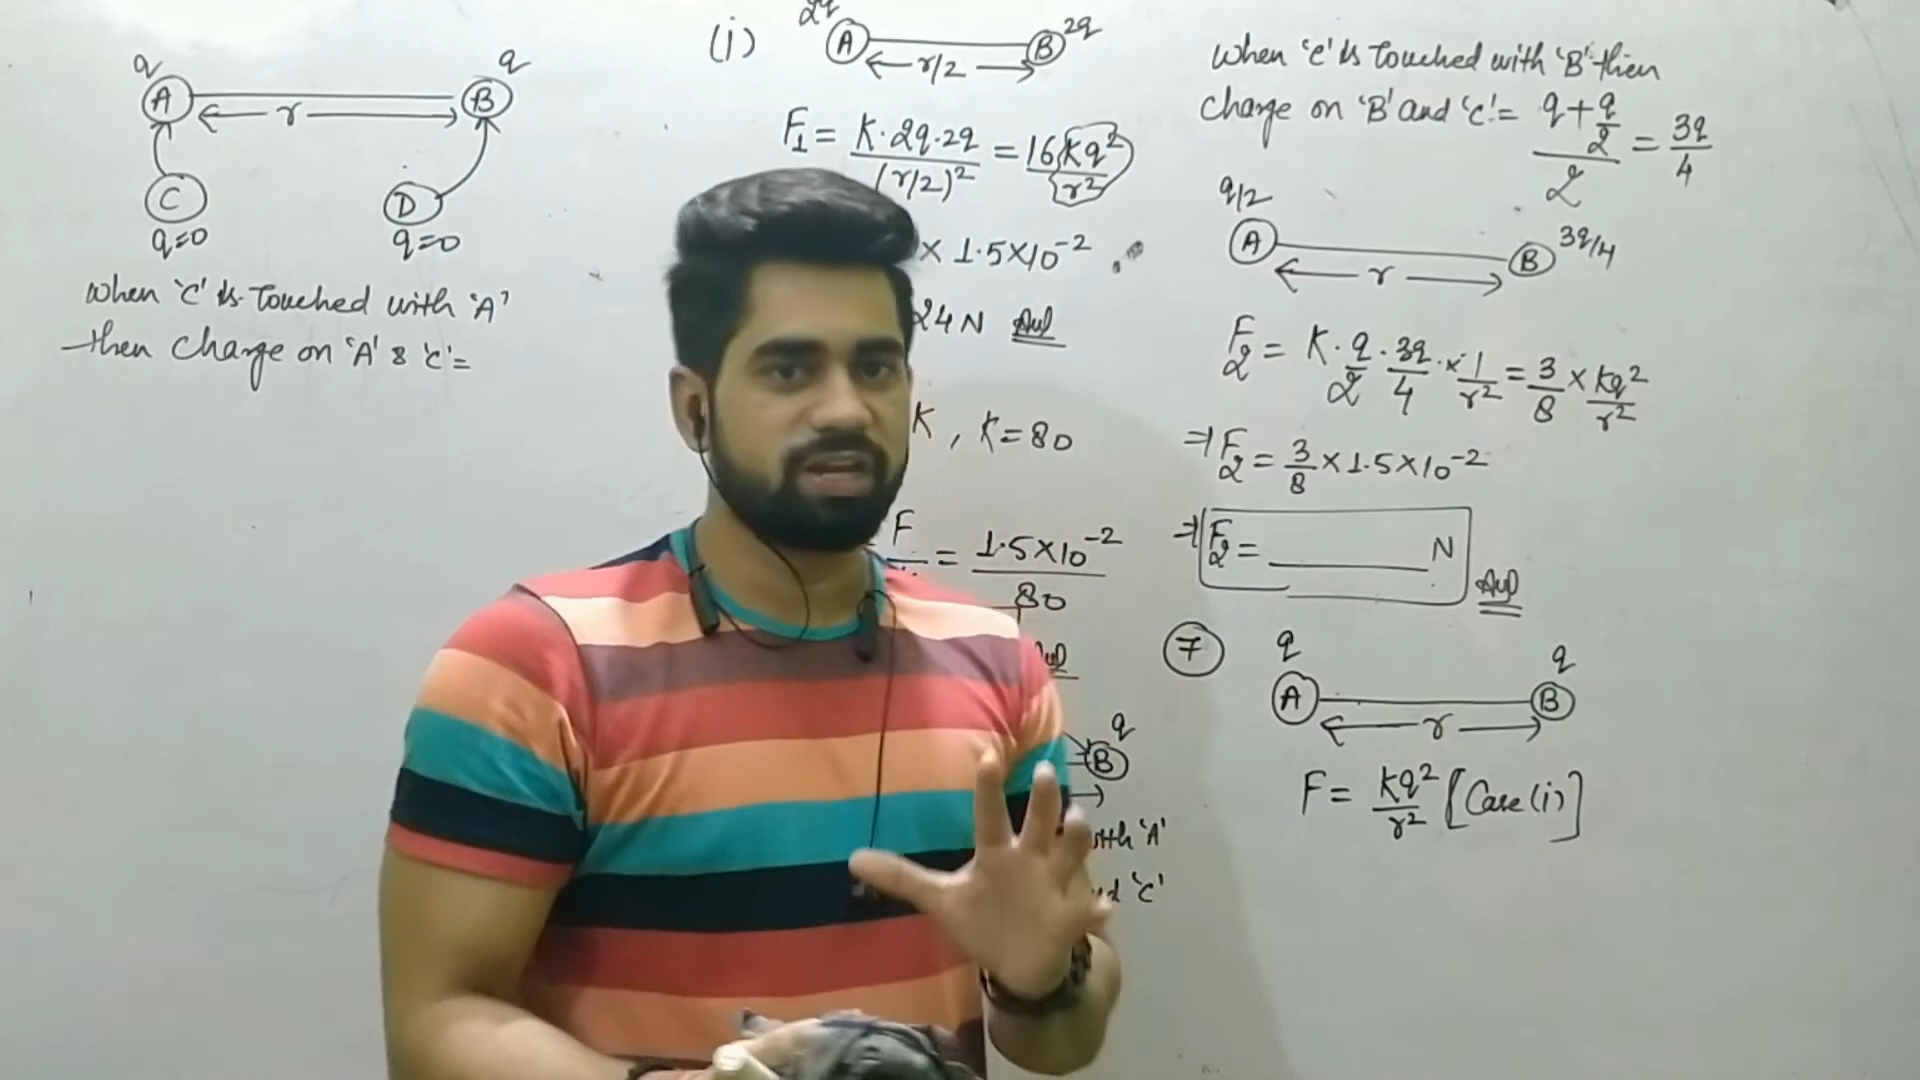 q q
A B
← r →
C D
q=0 q=0
When 'C' is touched with 'A'
then charge on 'A' & 'C'=
(i) 2q A B 2q
← r/2 →
F₁ = K·2q·2q / (r/2)² = 16 Kq²/r²
× 1.5×10⁻²
24 N Ans
K, K=80
F = 1.5×10⁻² / 80
Ans
q
B
with 'A'
'C'
When 'C' is touched with 'B' then
charge on 'B' and 'C' = (q + q/2) / 2 = 3q/4
q/2 A B 3q/4
← r →
F₂ = K· q/2 · 3q/4 · × 1/r² = 3/8 × Kq²/r²
⇒ F₂ = 3/8 × 1.5×10⁻²
⇒ F₂ = ________ N
Ans
7 q q
A B
← r →
F = Kq²/r² [Case (i)]